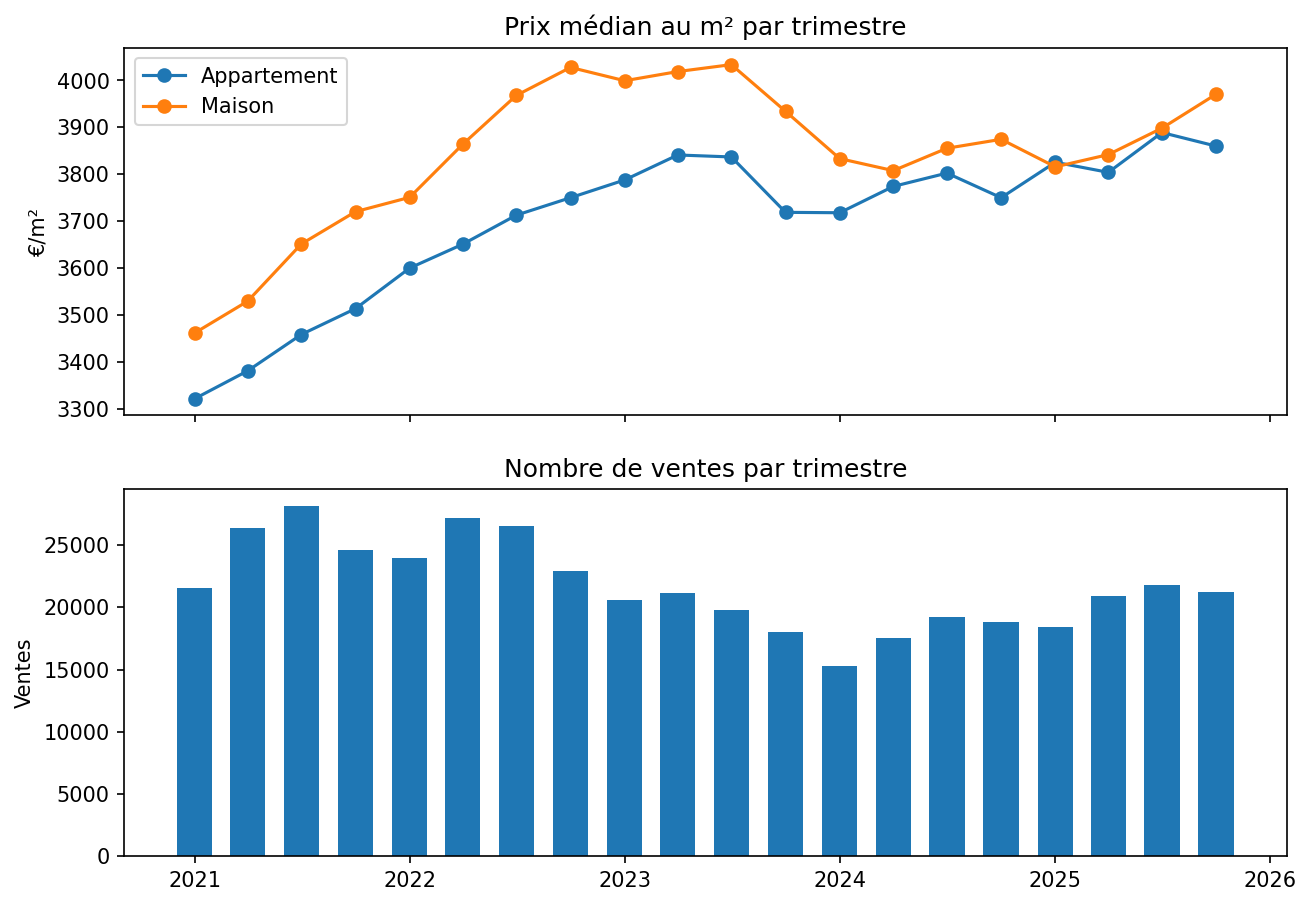 Prix médian au m² par trimestre
4000
3900
3800
3700
3600
3500
3400
3300
€/m²
Appartement
Maison
Nombre de ventes par trimestre
25000
20000
15000
10000
5000
0
Ventes
2021 2022 2023 2024 2025 2026